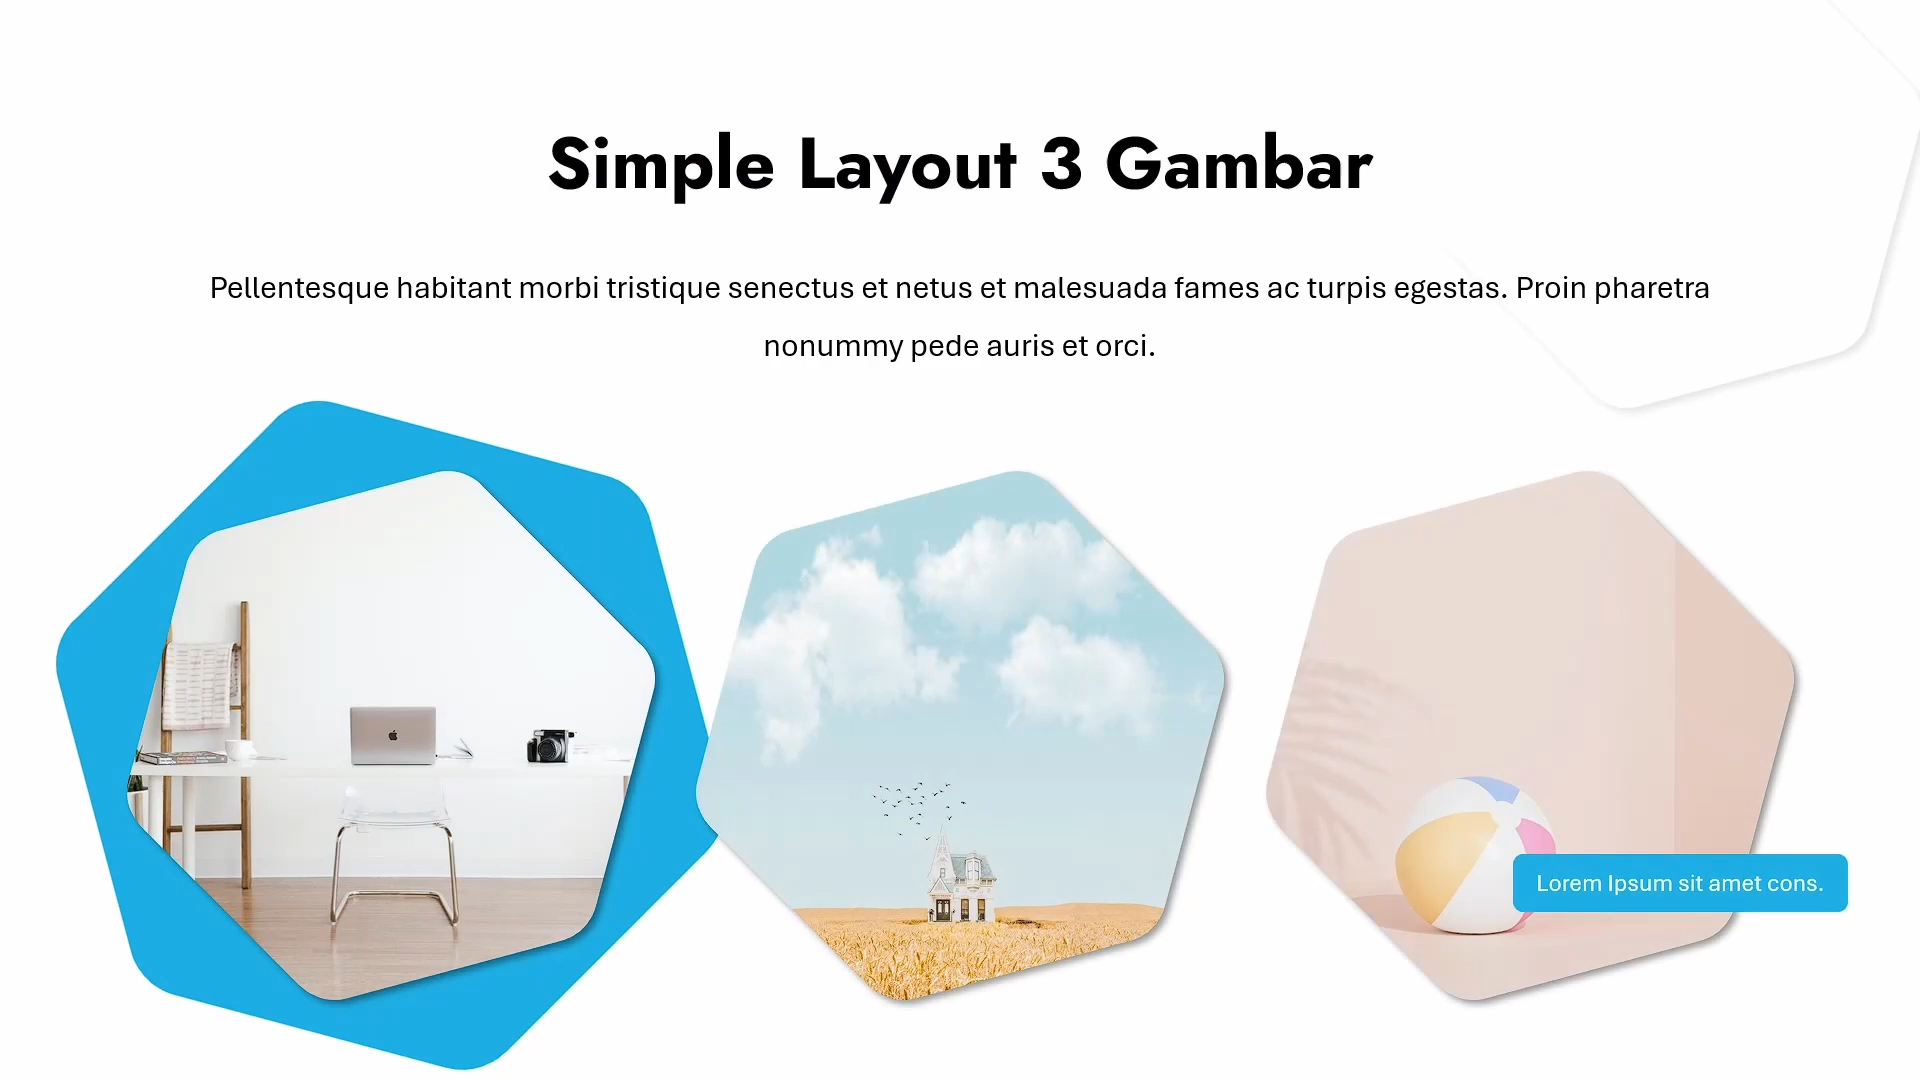 Simple Layout 3 Gambar
Pellentesque habitant morbi tristique senectus et netus et malesuada fames ac turpis egestas. Proin pharetra
nonummy pede auris et orci.
Lorem Ipsum sit amet cons.